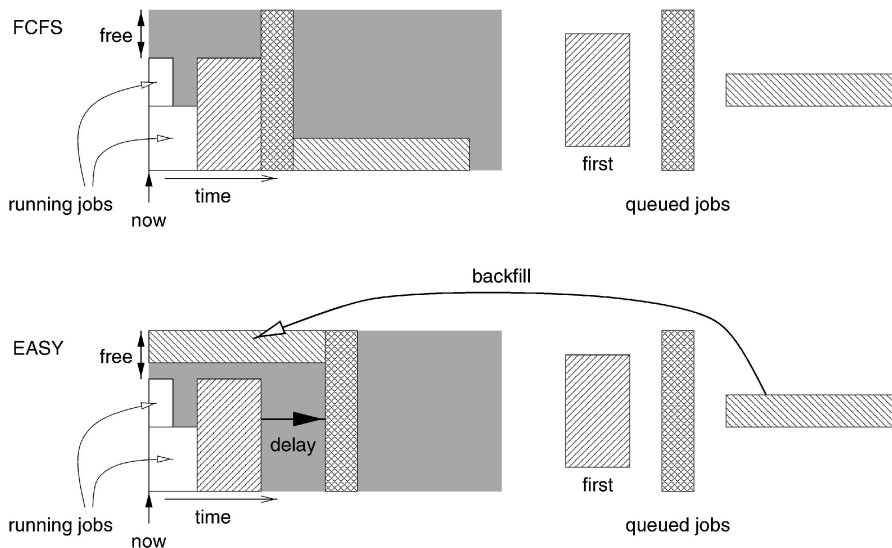 FCFS
free
first
time
running jobs
now
queued jobs
backfill
EASY
free
delay
first
time
running jobs
now
queued jobs